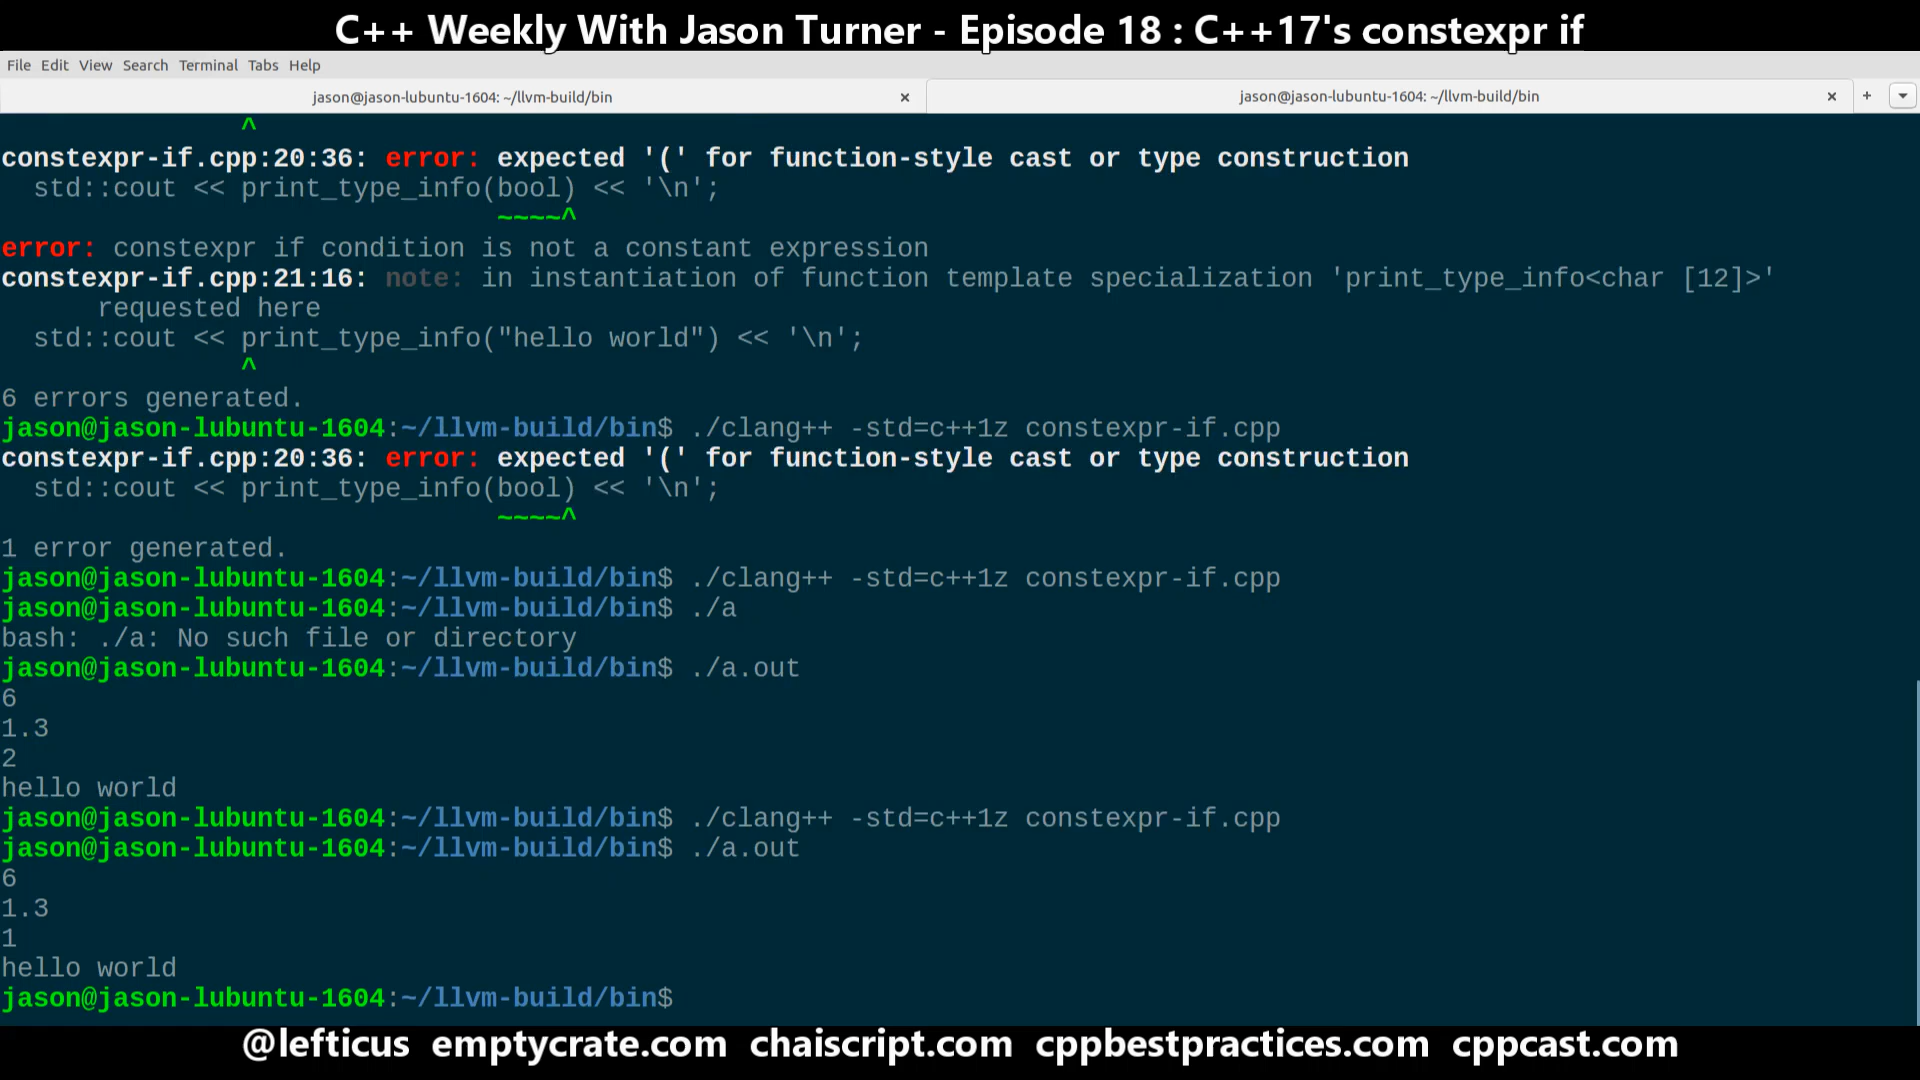 C++ Weekly With Jason Turner - Episode 18 : C++17's constexpr if
File Edit View Search Terminal Tabs Help
jason@jason-lubuntu-1604: ~/llvm-build/bin × jason@jason-lubuntu-1604: ~/llvm-build/bin × +
^
constexpr-if.cpp:20:36: error: expected '(' for function-style cast or type construction
  std::cout << print_type_info(bool) << '\n';
~~~~^
error: constexpr if condition is not a constant expression
constexpr-if.cpp:21:16: note: in instantiation of function template specialization 'print_type_info<char [12]>'
      requested here
  std::cout << print_type_info("hello world") << '\n';
^
6 errors generated.
jason@jason-lubuntu-1604:~/llvm-build/bin$ ./clang++ -std=c++1z constexpr-if.cpp
constexpr-if.cpp:20:36: error: expected '(' for function-style cast or type construction
  std::cout << print_type_info(bool) << '\n';
~~~~^
1 error generated.
jason@jason-lubuntu-1604:~/llvm-build/bin$ ./clang++ -std=c++1z constexpr-if.cpp
jason@jason-lubuntu-1604:~/llvm-build/bin$ ./a
bash: ./a: No such file or directory
jason@jason-lubuntu-1604:~/llvm-build/bin$ ./a.out
6
1.3
2
hello world
jason@jason-lubuntu-1604:~/llvm-build/bin$ ./clang++ -std=c++1z constexpr-if.cpp
jason@jason-lubuntu-1604:~/llvm-build/bin$ ./a.out
6
1.3
1
hello world
jason@jason-lubuntu-1604:~/llvm-build/bin$
@lefticus emptycrate.com chaiscript.com cppbestpractices.com cppcast.com